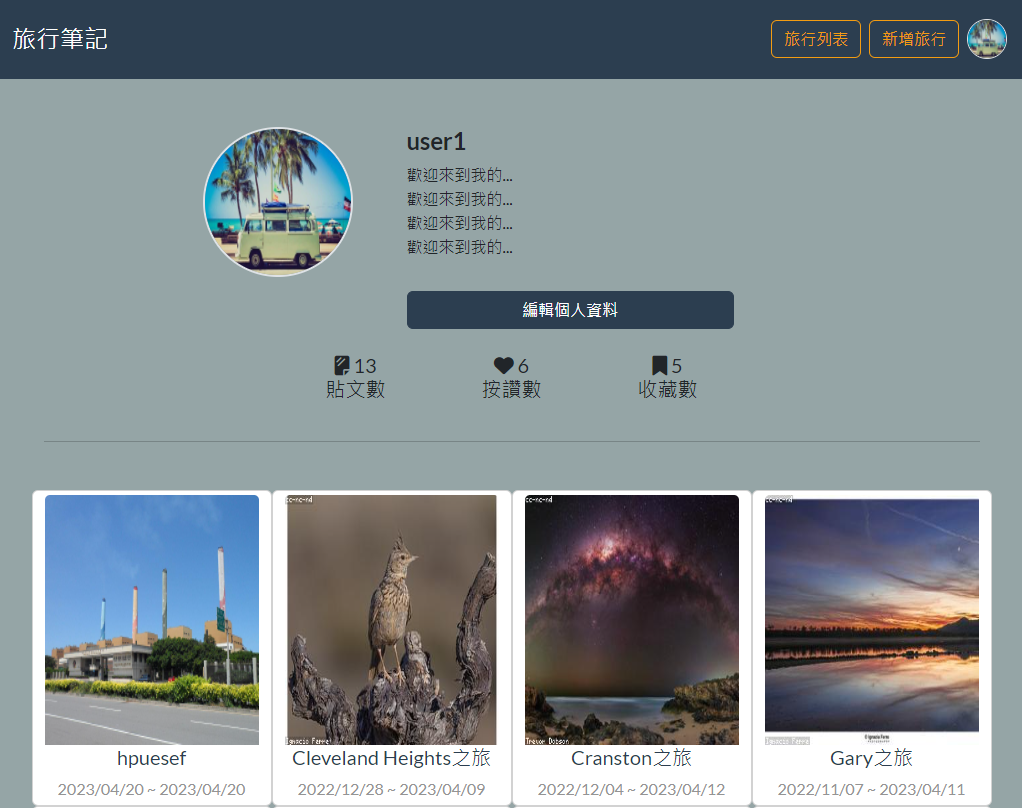 旅行筆記
旅行列表
新增旅行
user1
歡迎來到我的...
歡迎來到我的...
歡迎來到我的...
歡迎來到我的...
編輯個人資料
13
貼文數
6
按讚數
5
收藏數
cc-nc-nd
Ignacio Ferre
cc-nc-nd
Trevor Dobson
cc-nc-nd
Ignacio Ferre
© Ignacio Ferre
hpuesef
Cleveland Heights之旅
Cranston之旅
Gary之旅
2023/04/20 ~ 2023/04/20
2022/12/28 ~ 2023/04/09
2022/12/04 ~ 2023/04/12
2022/11/07 ~ 2023/04/11